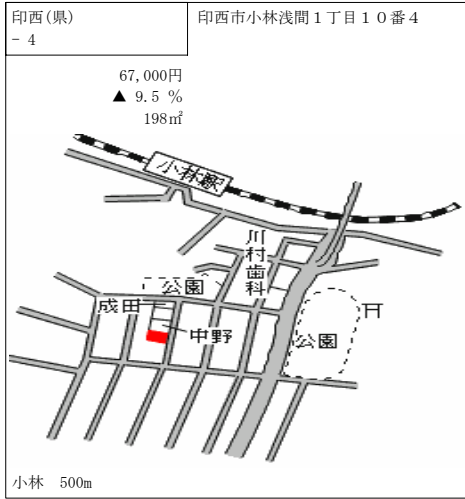 印西(県)
- 4
印西市小林浅間１丁目１０番４
67,000円
▲ 9.5 %
198㎡
小林駅
川村歯科
公園
成田
中野
公園
小林 500m